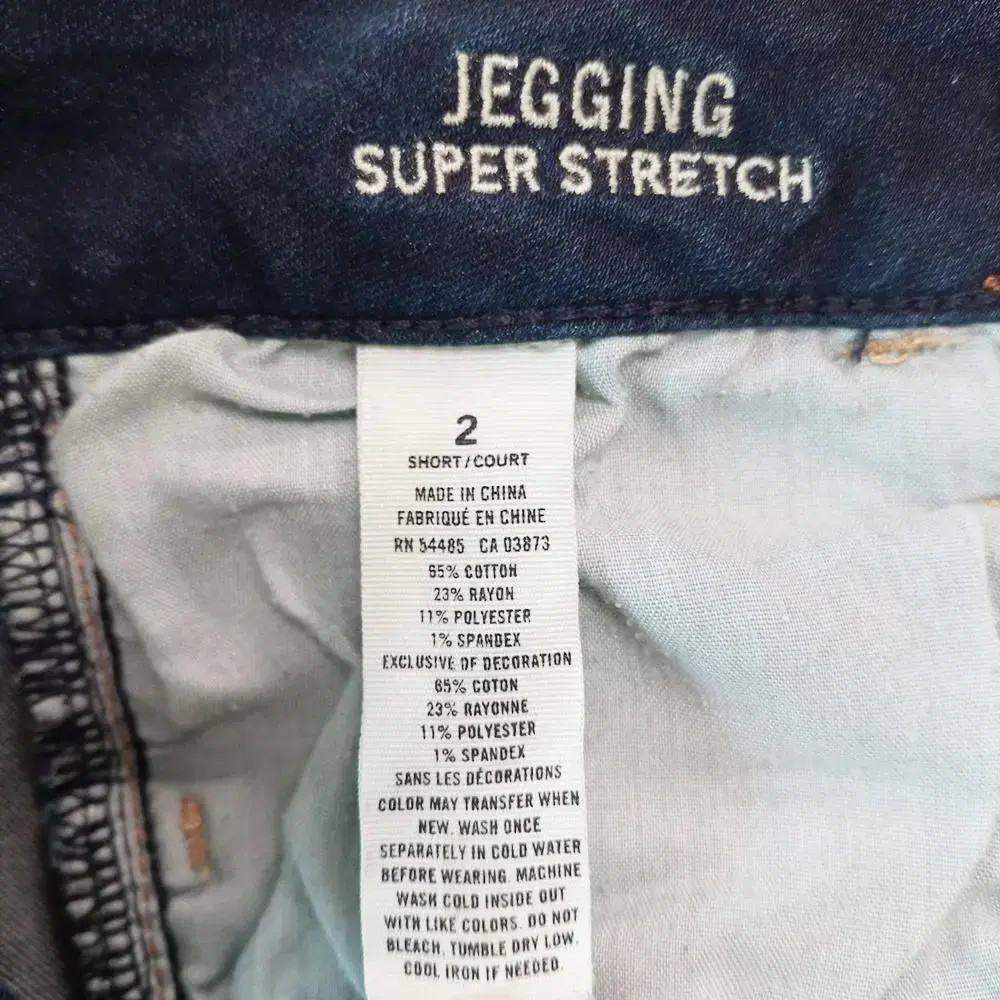 JEGGING
SUPER STRETCH
2
SHORT/COURT
MADE IN CHINA
FABRIQUÉ EN CHINE
RN 54485 CA 03873
65% COTTON
23% RAYON
11% POLYESTER
1% SPANDEX
EXCLUSIVE OF DECORATION
65% COTON
23% RAYONNE
11% POLYESTER
1% SPANDEX
SANS LES DÉCORATIONS
COLOR MAY TRANSFER WHEN
NEW. WASH ONCE
SEPARATELY IN COLD WATER
BEFORE WEARING. MACHINE
WASH COLD INSIDE OUT
WITH LIKE COLORS. DO NOT
BLEACH. TUMBLE DRY LOW.
COOL IRON IF NEEDED.